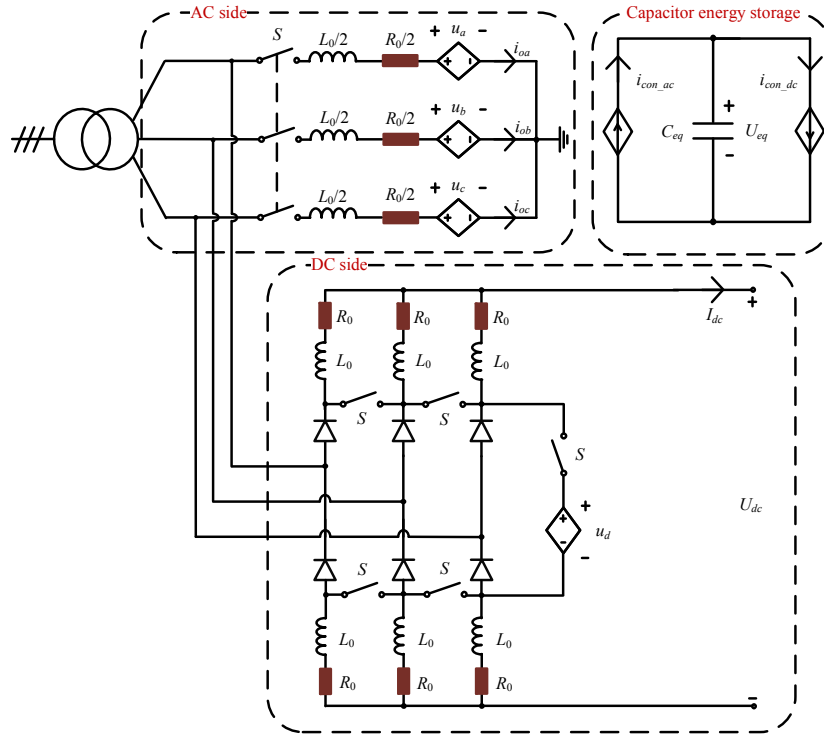 AC side
S
L0/2
R0/2
+ ua -
ioa
L0/2
R0/2
+ ub -
iob
L0/2
R0/2
+ uc -
ioc
Capacitor energy storage
icon_ac
Ceq
+
Ueq
-
icon_dc
DC side
R0
R0
R0
Idc
+
L0
L0
L0
S
S
S
+
ud
-
Udc
S
S
L0
L0
L0
R0
R0
R0
-